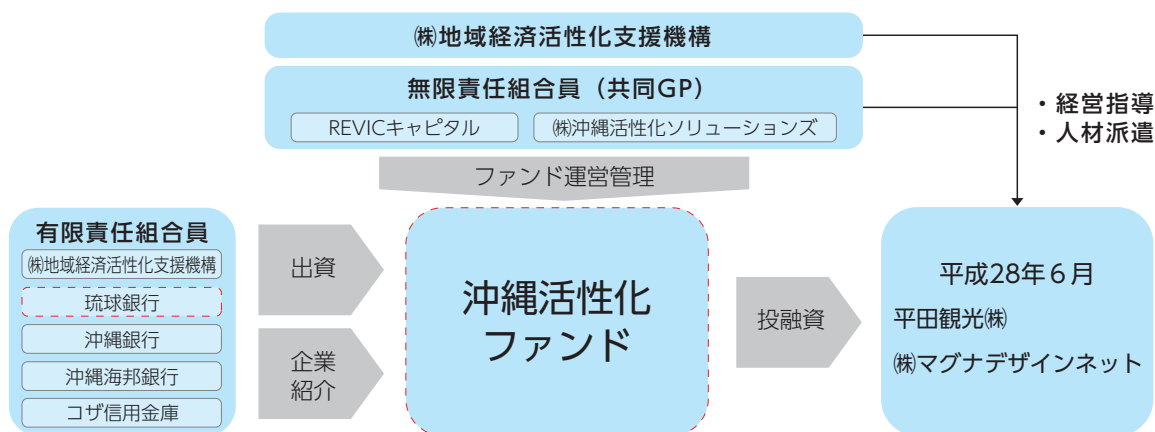 ㈱地域経済活性化支援機構
無限責任組合員（共同GP）
REVICキャピタル
㈱沖縄活性化ソリューションズ
・経営指導
・人材派遣
ファンド運営管理
有限責任組合員
㈱地域経済活性化支援機構
琉球銀行
沖縄銀行
沖縄海邦銀行
コザ信用金庫
出資
企業
紹介
沖縄活性化
ファンド
投融資
平成28年６月
平田観光㈱
㈱マグナデザインネット